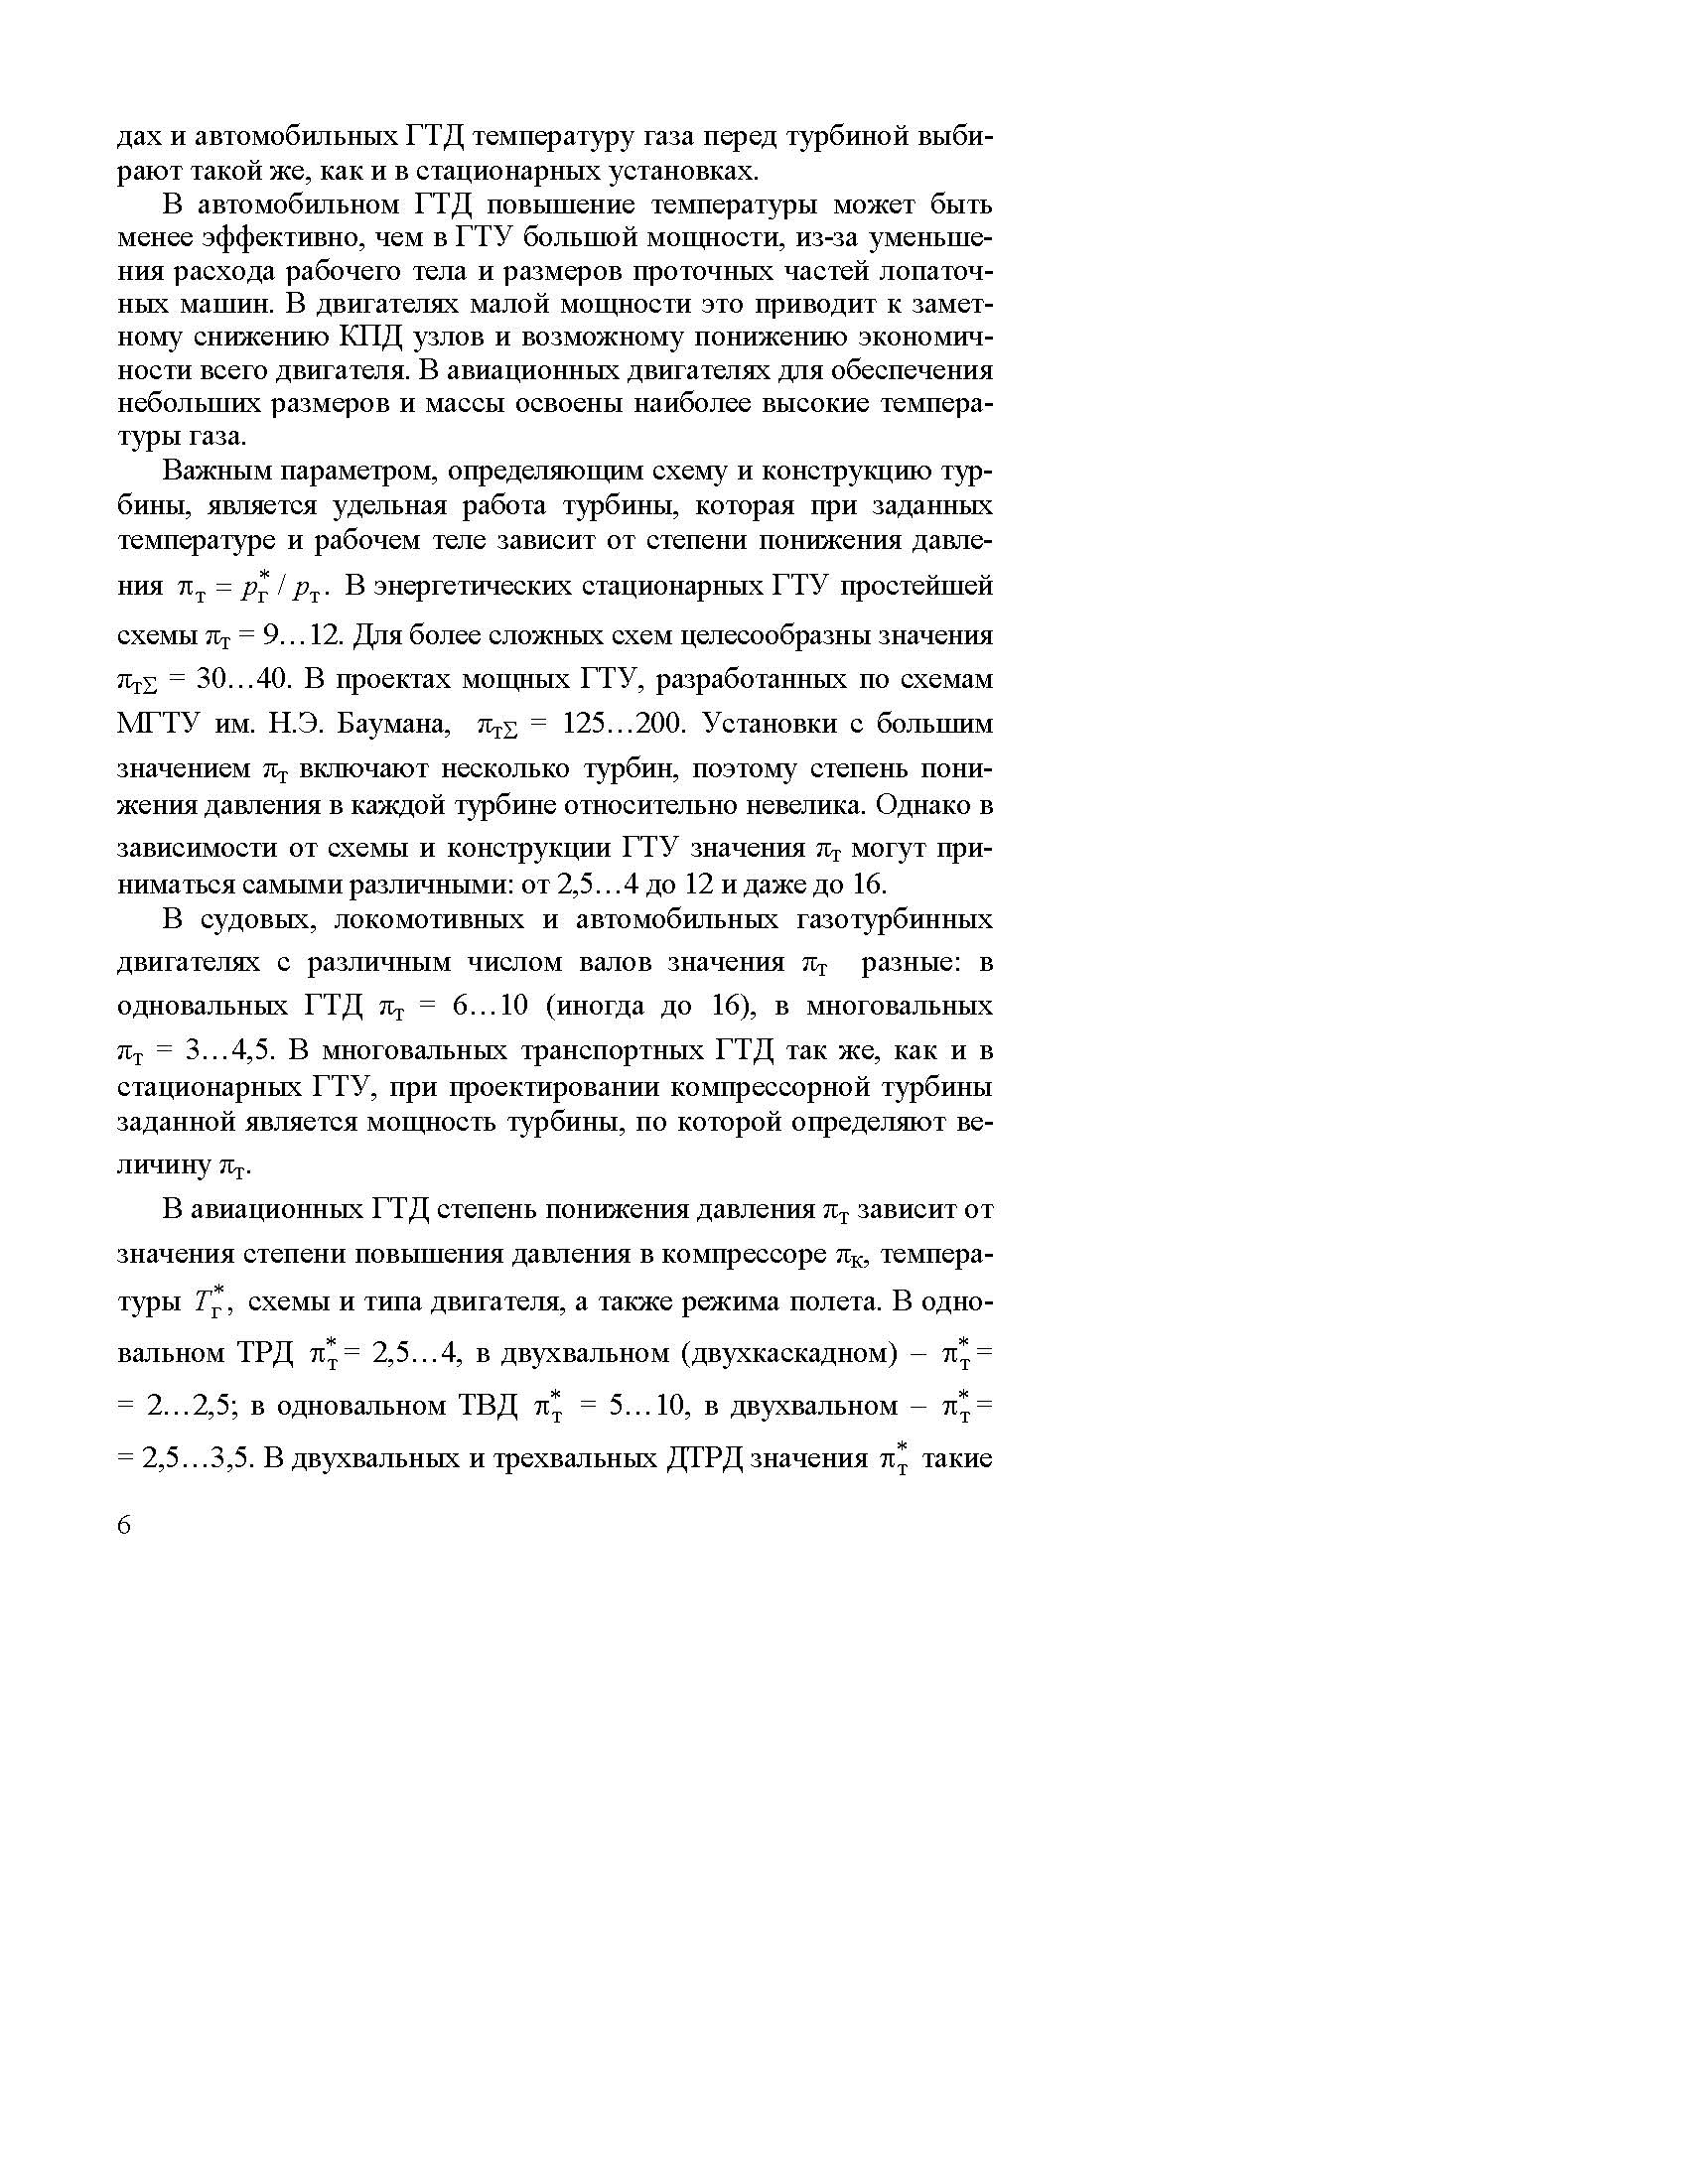 дах и автомобильных ГТД температуру газа перед турбиной выби-
рают такой же, как и в стационарных установках.
В автомобильном ГТД повышение температуры может быть
менее эффективно, чем в ГТУ большой мощности, из-за уменьше-
ния расхода рабочего тела и размеров проточных частей лопаточ-
ных машин. В двигателях малой мощности это приводит к замет-
ному снижению КПД узлов и возможному понижению экономич-
ности всего двигателя. В авиационных двигателях для обеспечения
небольших размеров и массы освоены наиболее высокие темпера-
туры газа.
Важным параметром, определяющим схему и конструкцию тур-
бины, является удельная работа турбины, которая при заданных
температуре и рабочем теле зависит от степени понижения давле-
ния π_т = p_г^* / p_т. В энергетических стационарных ГТУ простейшей
схемы π_т = 9…12. Для более сложных схем целесообразны значения
π_тΣ = 30…40. В проектах мощных ГТУ, разработанных по схемам
МГТУ им. Н.Э. Баумана, π_тΣ = 125…200. Установки с большим
значением π_т включают несколько турбин, поэтому степень пони-
жения давления в каждой турбине относительно невелика. Однако в
зависимости от схемы и конструкции ГТУ значения π_т могут при-
ниматься самыми различными: от 2,5…4 до 12 и даже до 16.
В судовых, локомотивных и автомобильных газотурбинных
двигателях с различным числом валов значения π_т разные: в
одновальных ГТД π_т = 6…10 (иногда до 16), в многовальных
π_т = 3…4,5. В многовальных транспортных ГТД так же, как и в
стационарных ГТУ, при проектировании компрессорной турбины
заданной является мощность турбины, по которой определяют ве-
личину π_т.
В авиационных ГТД степень понижения давления π_т зависит от
значения степени повышения давления в компрессоре π_к, темпера-
туры T_г^*, схемы и типа двигателя, а также режима полета. В одно-
вальном ТРД π_т^* = 2,5…4, в двухвальном (двухкаскадном) – π_т^* =
= 2…2,5; в одновальном ТВД π_т^* = 5…10, в двухвальном – π_т^* =
= 2,5…3,5. В двухвальных и трехвальных ДТРД значения π_т^* такие
6